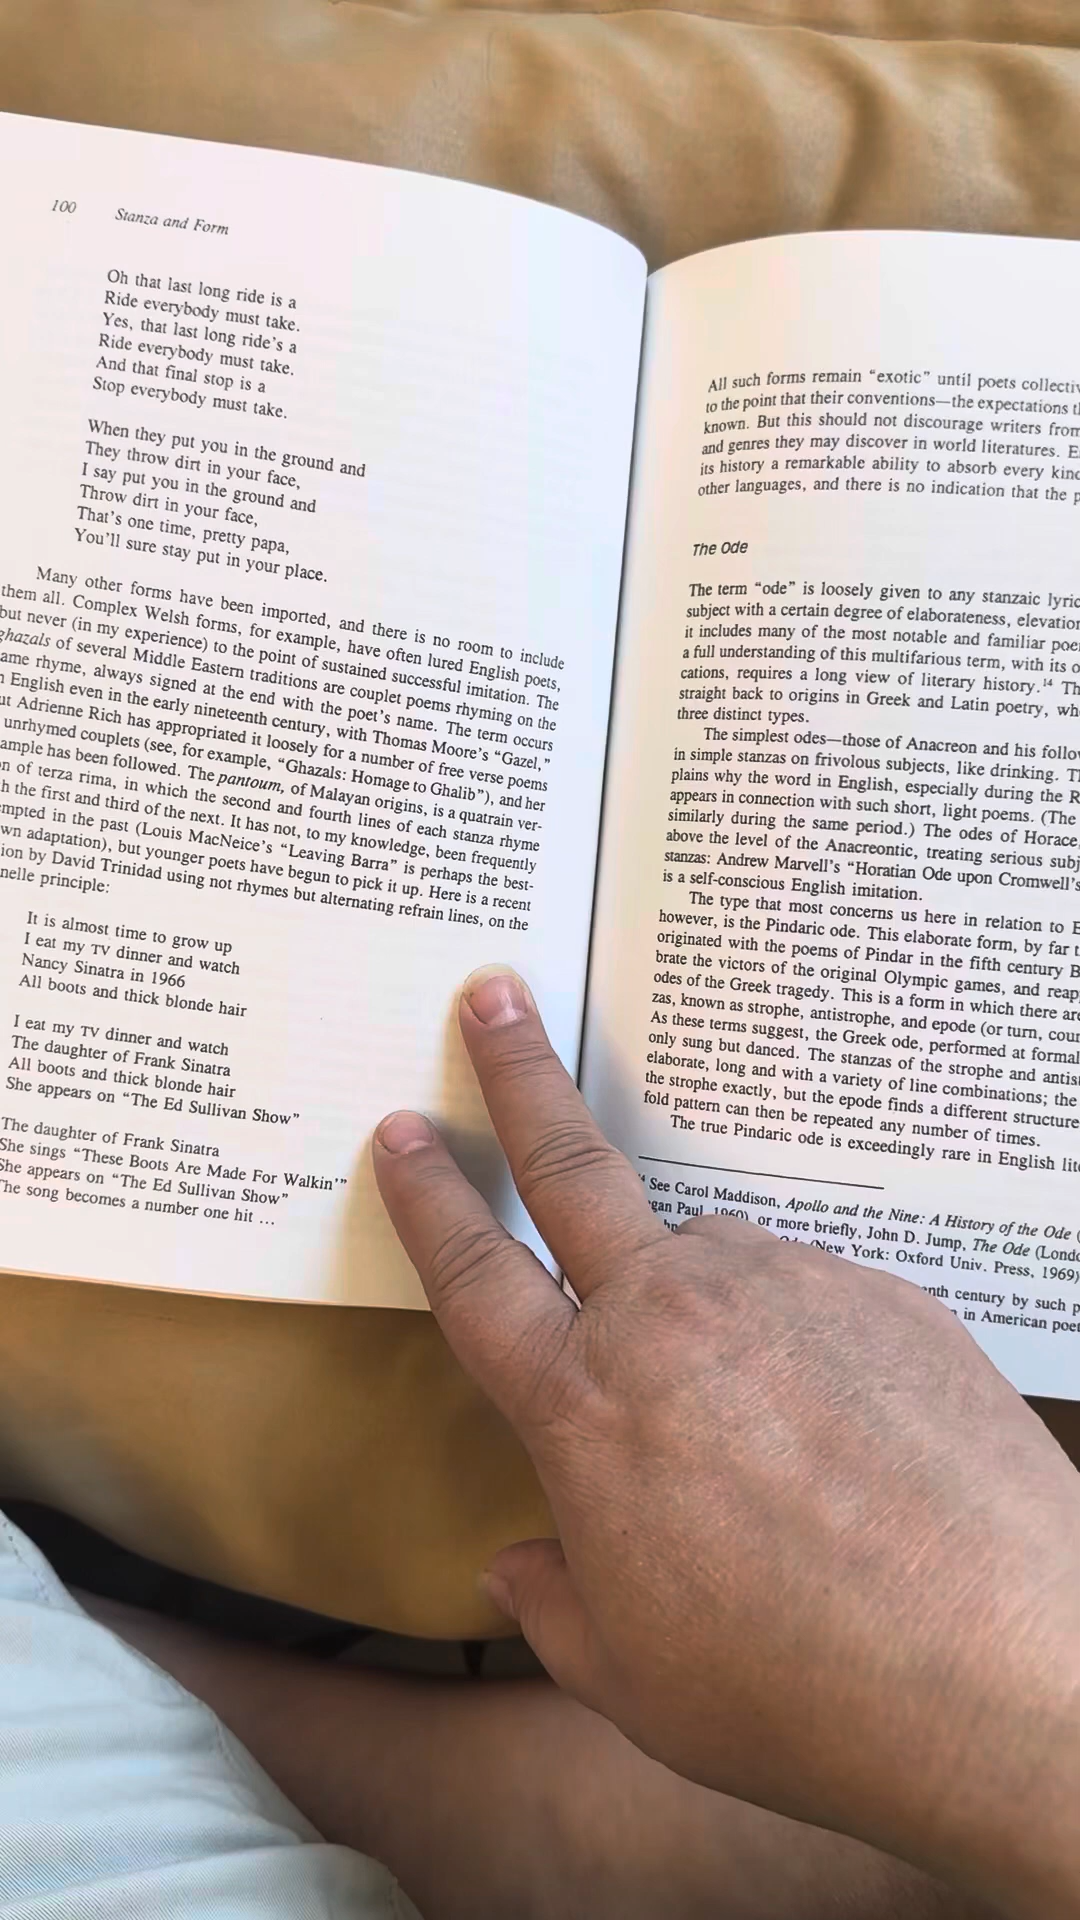 100 Stanza and Form
Oh that last long ride is a
Ride everybody must take.
Yes, that last long ride's a
Ride everybody must take.
And that final stop is a
Stop everybody must take.
When they put you in the ground and
They throw dirt in your face,
I say put you in the ground and
Throw dirt in your face,
That's one time, pretty papa,
You'll sure stay put in your place.
Many other forms have been imported, and there is no room to include
them all. Complex Welsh forms, for example, have often lured English poets,
but never (in my experience) to the point of sustained successful imitation. The
ghazals of several Middle Eastern traditions are couplet poems rhyming on the
ame rhyme, always signed at the end with the poet's name. The term occurs
English even in the early nineteenth century, with Thomas Moore's “Gazel,”
ut Adrienne Rich has appropriated it loosely for a number of free verse poems
unrhymed couplets (see, for example, “Ghazals: Homage to Ghalib”), and her
ample has been followed. The pantoum, of Malayan origins, is a quatrain ver-
n of terza rima, in which the second and fourth lines of each stanza rhyme
h the first and third of the next. It has not, to my knowledge, been frequently
empted in the past (Louis MacNeice's “Leaving Barra” is perhaps the best-
wn adaptation), but younger poets have begun to pick it up. Here is a recent
ion by David Trinidad using not rhymes but alternating refrain lines, on the
nelle principle:
It is almost time to grow up
I eat my TV dinner and watch
Nancy Sinatra in 1966
All boots and thick blonde hair
I eat my TV dinner and watch
The daughter of Frank Sinatra
All boots and thick blonde hair
She appears on “The Ed Sullivan Show”
The daughter of Frank Sinatra
She sings “These Boots Are Made For Walkin'”
She appears on “The Ed Sullivan Show”
The song becomes a number one hit ...
All such forms remain “exotic” until poets collectiv
to the point that their conventions—the expectations t
known. But this should not discourage writers from
and genres they may discover in world literatures. E
its history a remarkable ability to absorb every kind
other languages, and there is no indication that the p
The Ode
The term “ode” is loosely given to any stanzaic lyric
subject with a certain degree of elaborateness, elevation
it includes many of the most notable and familiar poe
a full understanding of this multifarious term, with its o
cations, requires a long view of literary history.14 Th
straight back to origins in Greek and Latin poetry, wh
three distinct types.
The simplest odes—those of Anacreon and his follow
in simple stanzas on frivolous subjects, like drinking. Th
plains why the word in English, especially during the R
appears in connection with such short, light poems. (The
similarly during the same period.) The odes of Horace,
above the level of the Anacreontic, treating serious subj
stanzas: Andrew Marvell's “Horatian Ode upon Cromwell's
is a self-conscious English imitation.
The type that most concerns us here in relation to E
however, is the Pindaric ode. This elaborate form, by far t
originated with the poems of Pindar in the fifth century B
brate the victors of the original Olympic games, and reap
odes of the Greek tragedy. This is a form in which there are
zas, known as strophe, antistrophe, and epode (or turn, cour
As these terms suggest, the Greek ode, performed at formal
only sung but danced. The stanzas of the strophe and antist
elaborate, long and with a variety of line combinations; the
the strophe exactly, but the epode finds a different structure
fold pattern can then be repeated any number of times.
The true Pindaric ode is exceedingly rare in English lite
See Carol Maddison, Apollo and the Nine: A History of the Ode (
gan Paul, 1960), or more briefly, John D. Jump, The Ode (Londo
(New York: Oxford Univ. Press, 1969)
enth century by such p
in American poet